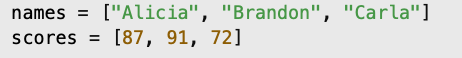 names = ["Alicia", "Brandon", "Carla"]
scores = [87, 91, 72]